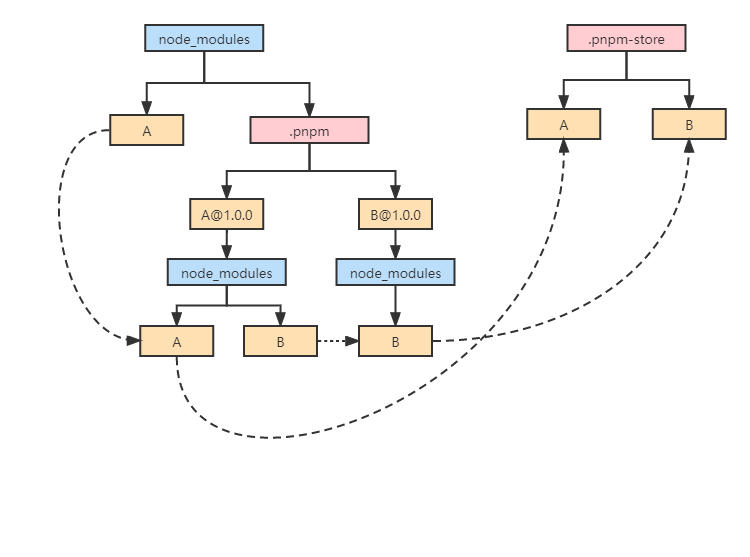 node_modules
.pnpm-store
A
.pnpm
A
B
A@1.0.0
B@1.0.0
node_modules
node_modules
A
B
B